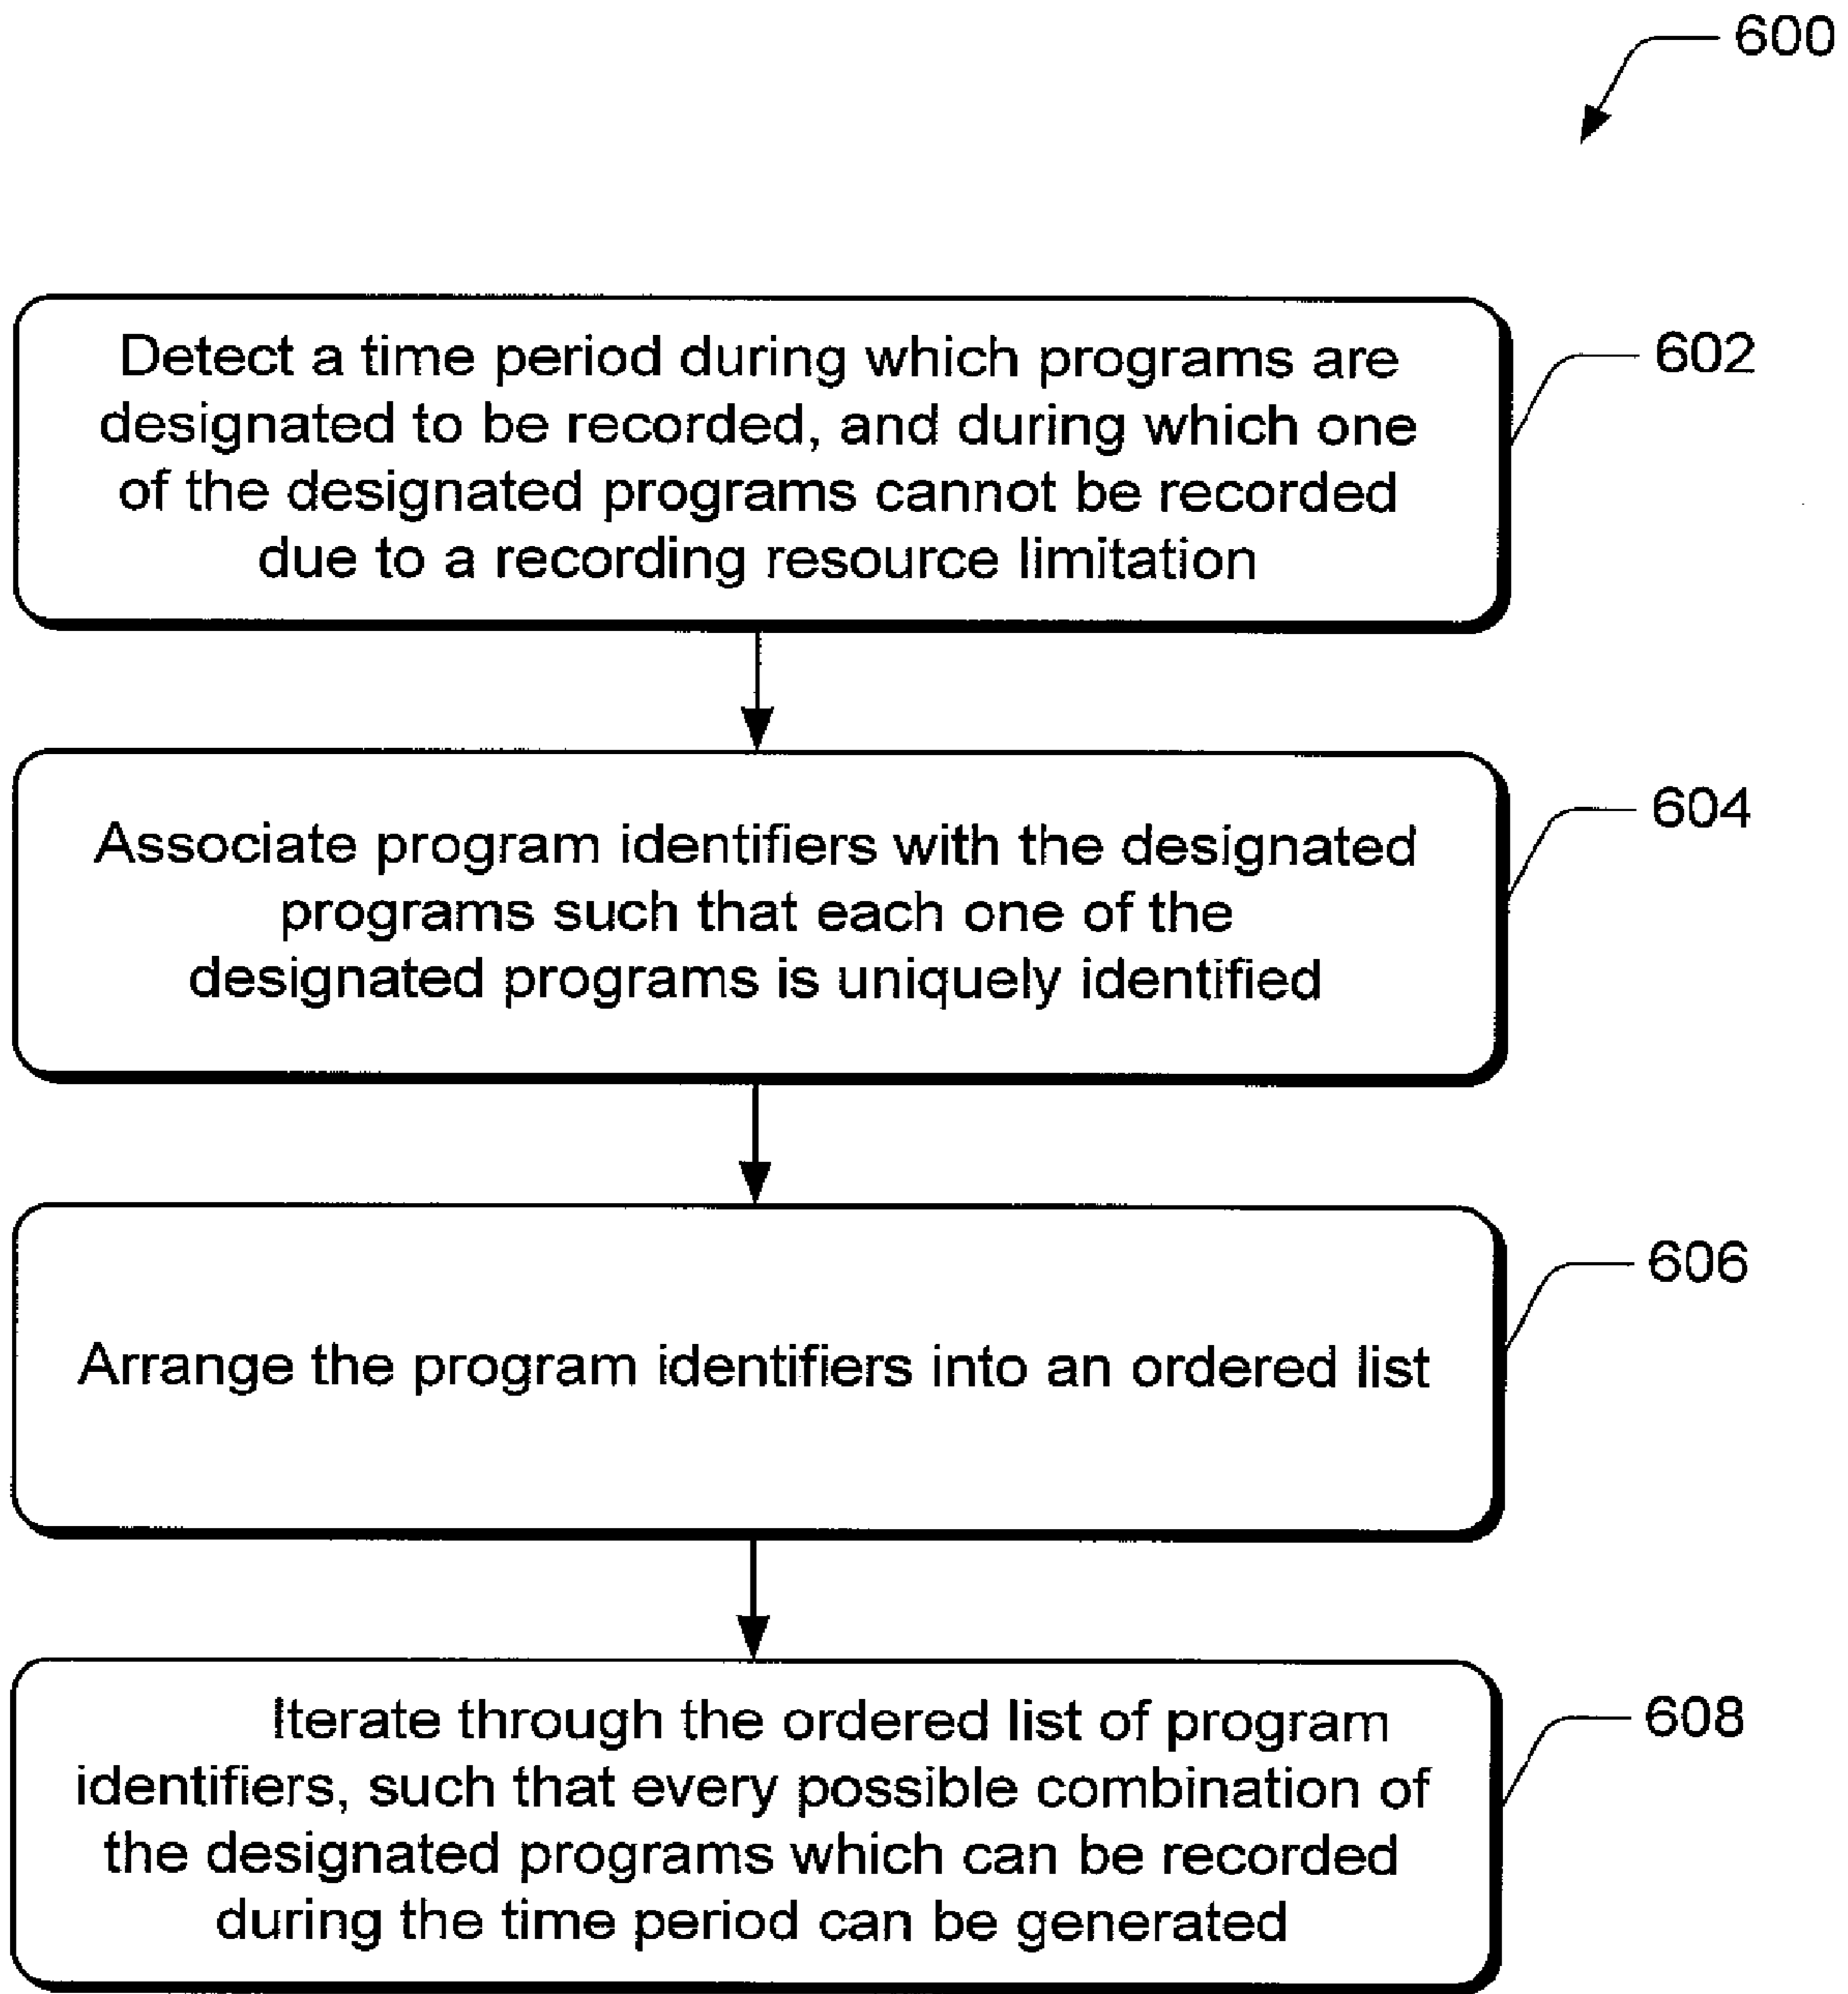 600
Detect a time period during which programs are
designated to be recorded, and during which one
of the designated programs cannot be recorded
due to a recording resource limitation
602
Associate program identifiers with the designated
programs such that each one of the
designated programs is uniquely identified
604
Arrange the program identifiers into an ordered list
606
Iterate through the ordered list of program
identifiers, such that every possible combination of
the designated programs which can be recorded
during the time period can be generated
608